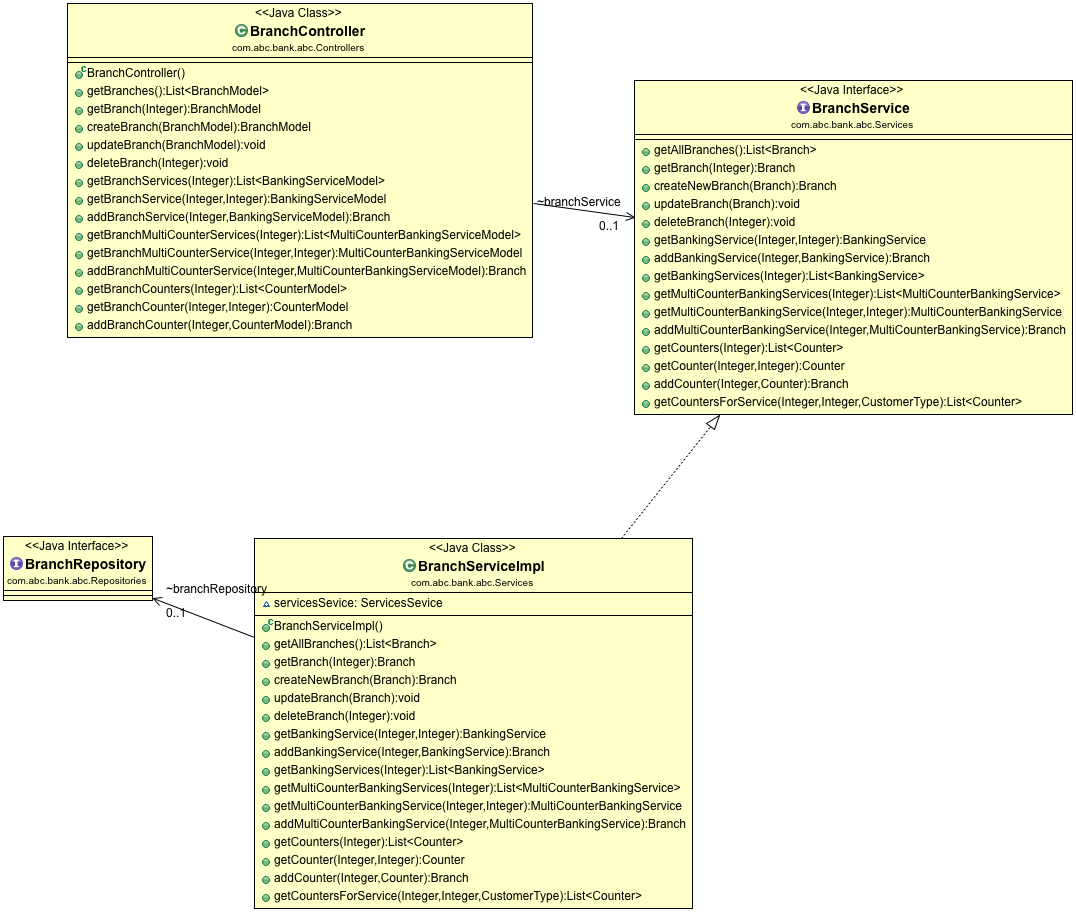 <<Java Class>>
BranchController
com.abc.bank.abc.Controllers
BranchController()
getBranches():List<BranchModel>
getBranch(Integer):BranchModel
createBranch(BranchModel):BranchModel
updateBranch(BranchModel):void
deleteBranch(Integer):void
getBranchServices(Integer):List<BankingServiceModel>
getBranchService(Integer,Integer):BankingServiceModel
addBranchService(Integer,BankingServiceModel):Branch
getBranchMultiCounterServices(Integer):List<MultiCounterBankingServiceModel>
getBranchMultiCounterService(Integer,Integer):MultiCounterBankingServiceModel
addBranchMultiCounterService(Integer,MultiCounterBankingServiceModel):Branch
getBranchCounters(Integer):List<CounterModel>
getBranchCounter(Integer,Integer):CounterModel
addBranchCounter(Integer,CounterModel):Branch
~branchService
0..1
<<Java Interface>>
BranchService
com.abc.bank.abc.Services
getAllBranches():List<Branch>
getBranch(Integer):Branch
createNewBranch(Branch):Branch
updateBranch(Branch):void
deleteBranch(Integer):void
getBankingService(Integer,Integer):BankingService
addBankingService(Integer,BankingService):Branch
getBankingServices(Integer):List<BankingService>
getMultiCounterBankingServices(Integer):List<MultiCounterBankingService>
getMultiCounterBankingService(Integer,Integer):MultiCounterBankingService
addMultiCounterBankingService(Integer,MultiCounterBankingService):Branch
getCounters(Integer):List<Counter>
getCounter(Integer,Integer):Counter
addCounter(Integer,Counter):Branch
getCountersForService(Integer,Integer,CustomerType):List<Counter>
<<Java Interface>>
BranchRepository
com.abc.bank.abc.Repositories
~branchRepository
0..1
<<Java Class>>
BranchServiceImpl
com.abc.bank.abc.Services
servicesSevice: ServicesSevice
BranchServiceImpl()
getAllBranches():List<Branch>
getBranch(Integer):Branch
createNewBranch(Branch):Branch
updateBranch(Branch):void
deleteBranch(Integer):void
getBankingService(Integer,Integer):BankingService
addBankingService(Integer,BankingService):Branch
getBankingServices(Integer):List<BankingService>
getMultiCounterBankingServices(Integer):List<MultiCounterBankingService>
getMultiCounterBankingService(Integer,Integer):MultiCounterBankingService
addMultiCounterBankingService(Integer,MultiCounterBankingService):Branch
getCounters(Integer):List<Counter>
getCounter(Integer,Integer):Counter
addCounter(Integer,Counter):Branch
getCountersForService(Integer,Integer,CustomerType):List<Counter>